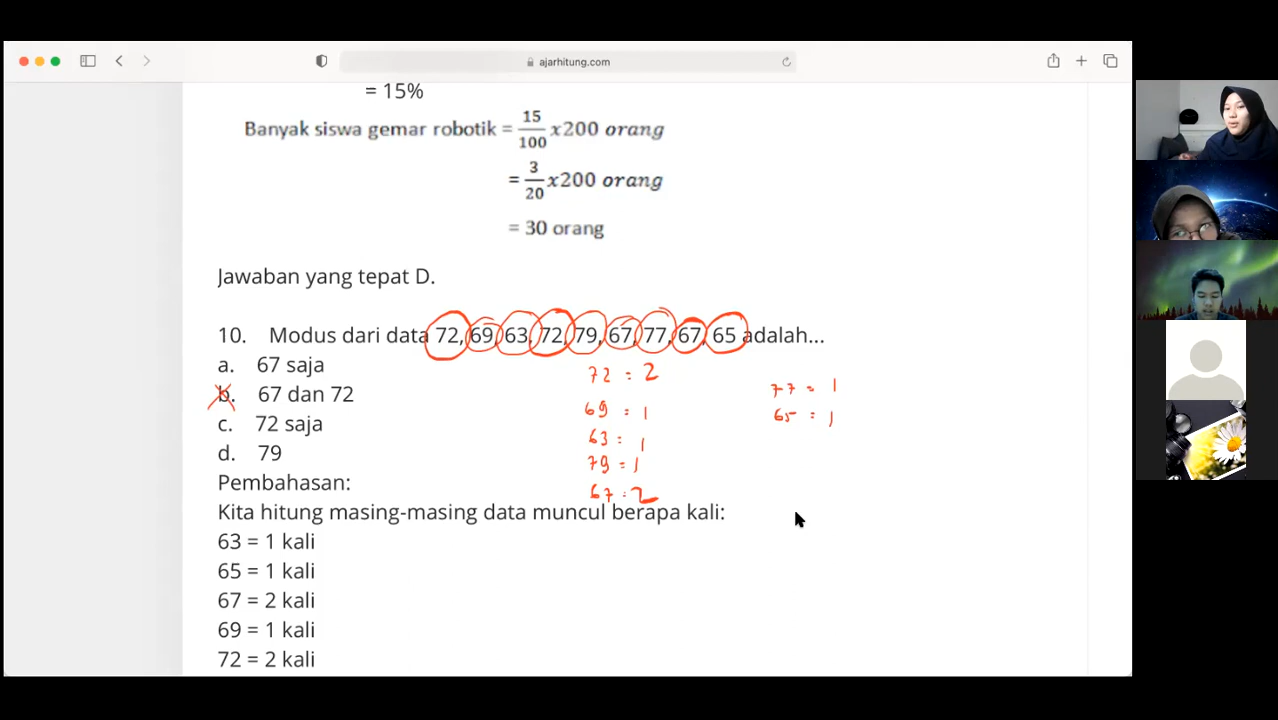 ajarhitung.com
= 15%
Banyak siswa gemar robotik = 15/100 x200 orang
= 3/20 x200 orang
= 30 orang
Jawaban yang tepat D.
10. Modus dari data 72, 69, 63, 72, 79, 67, 77, 67, 65 adalah...
a. 67 saja
b. 67 dan 72
c. 72 saja
d. 79
72 : 2
69 : 1
63 : 1
79 = 1
67 : 2
77 = 1
65 : 1
Pembahasan:
Kita hitung masing-masing data muncul berapa kali:
63 = 1 kali
65 = 1 kali
67 = 2 kali
69 = 1 kali
72 = 2 kali